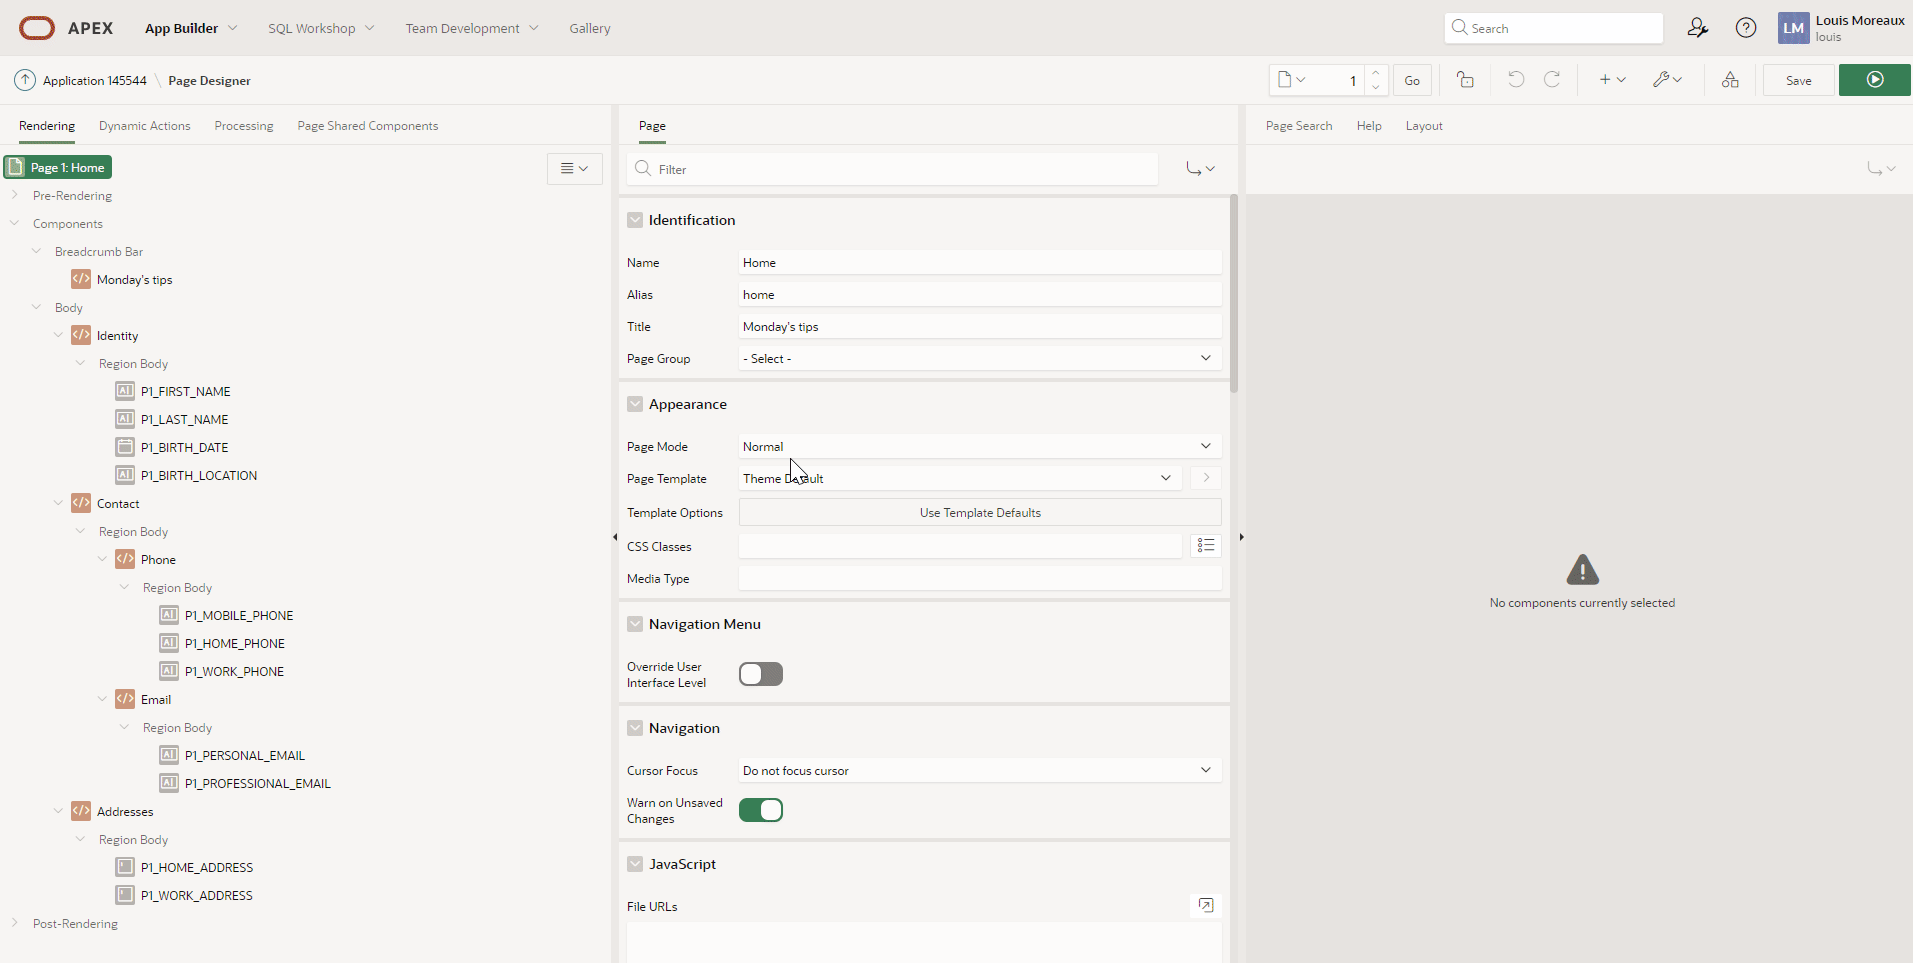 APEX
App Builder
SQL Workshop
Team Development
Gallery
Search
LM
Louis Moreaux
louis
Application 145544 \ Page Designer
1
Go
Save
Rendering
Dynamic Actions
Processing
Page Shared Components
Page 1: Home
Pre-Rendering
Components
Breadcrumb Bar
Monday's tips
Body
Identity
Region Body
P1_FIRST_NAME
P1_LAST_NAME
P1_BIRTH_DATE
P1_BIRTH_LOCATION
Contact
Region Body
Phone
Region Body
P1_MOBILE_PHONE
P1_HOME_PHONE
P1_WORK_PHONE
Email
Region Body
P1_PERSONAL_EMAIL
P1_PROFESSIONAL_EMAIL
Addresses
Region Body
P1_HOME_ADDRESS
P1_WORK_ADDRESS
Post-Rendering
Page
Filter
Identification
Name Home
Alias home
Title Monday's tips
Page Group - Select -
Appearance
Page Mode Normal
Page Template Theme Default
Template Options Use Template Defaults
CSS Classes
Media Type
Navigation Menu
Override User
Interface Level
Navigation
Cursor Focus Do not focus cursor
Warn on Unsaved
Changes
JavaScript
File URLs
Page Search
Help
Layout
No components currently selected